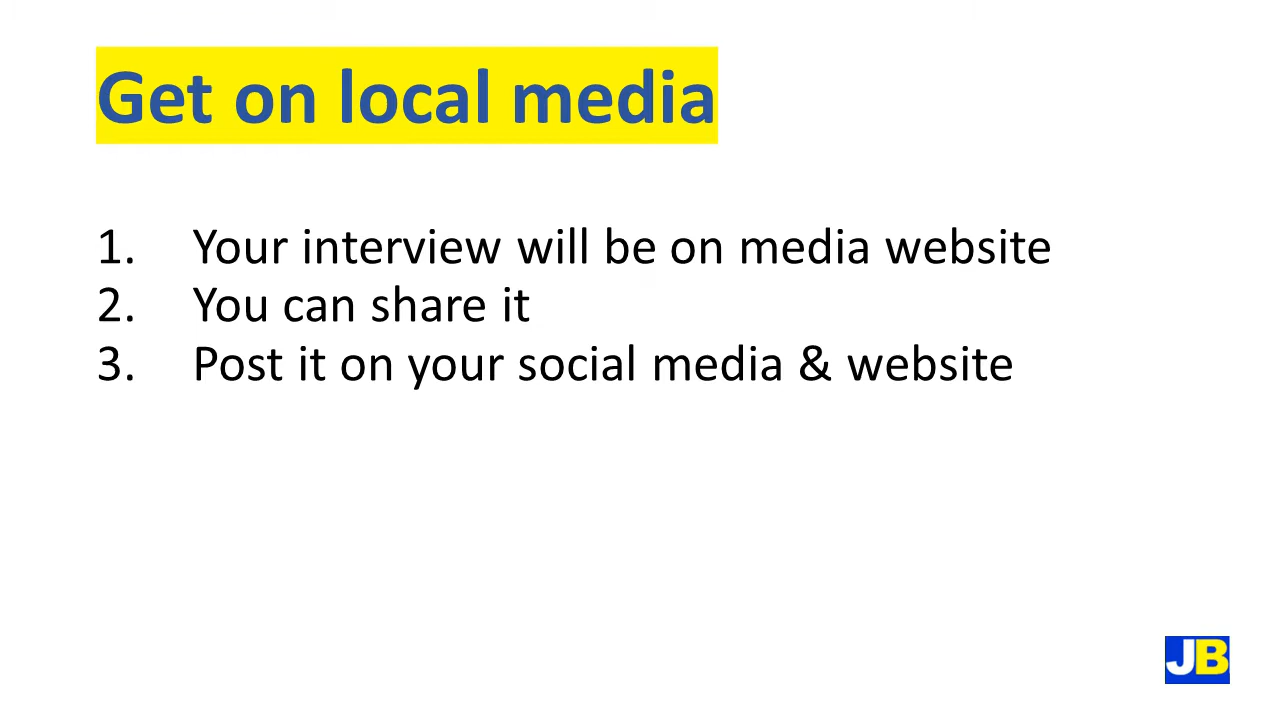 Get on local media
1. Your interview will be on media website
2. You can share it
3. Post it on your social media & website
JB